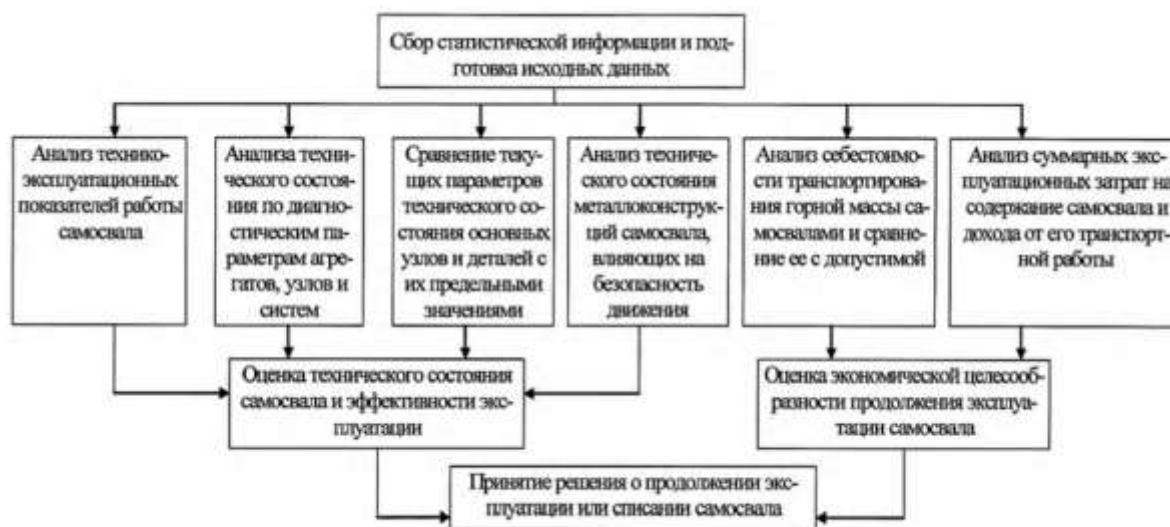 Сбор статистической информации и под-
готовка исходных данных
Анализ технико-
эксплуатационных
показателей работы
самосвала
Анализа техни-
ческого состоя-
ния по диагно-
стическим па-
раметрам агре-
гатов, узлов и
систем
Сравнение теку-
щих параметров
технического со-
стояния основных
узлов и деталей с
их предельными
значениями
Анализ техниче-
ского состояния
металлоконструк-
ций самосвала,
влияющих на
безопасность
движения
Анализ себестоимо-
сти транспортирова-
ния горной массы са-
мосвалами и сравне-
ние ее с допустимой
Анализ суммарных экс-
плуатационных затрат на
содержание самосвала и
дохода от его транспорт-
ной работы
Оценка технического состояния
самосвала и эффективности экс-
плуатации
Оценка экономической целесооб-
разности продолжения эксплуа-
тации самосвала
Принятие решения о продолжении экс-
плуатации или списании самосвала